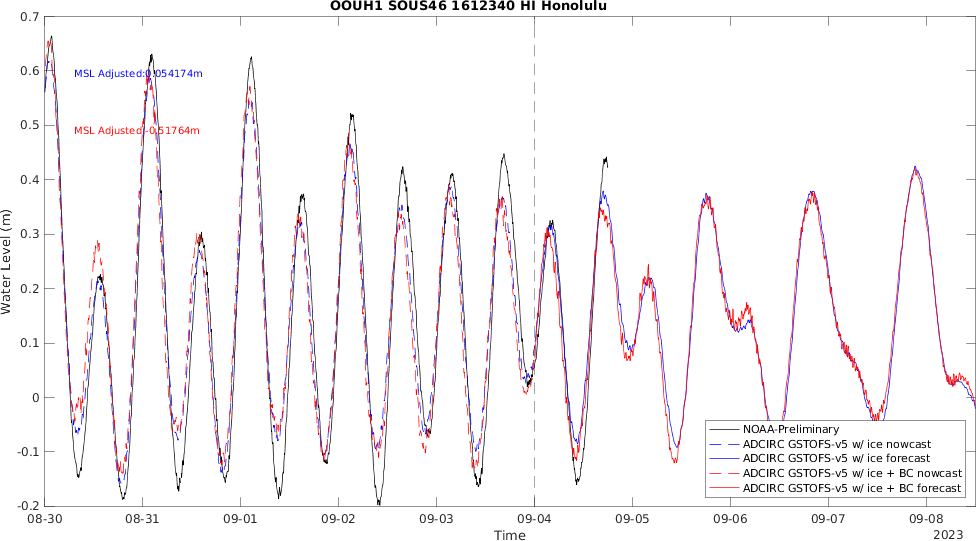 OOUH1 SOUS46 1612340 HI Honolulu
0.7
0.6
0.5
0.4
0.3
0.2
0.1
0
-0.1
-0.2
Water Level (m)
MSL Adjusted:0.054174m
MSL Adjusted:-0.51764m
NOAA-Preliminary
ADCIRC GSTOFS-v5 w/ ice nowcast
ADCIRC GSTOFS-v5 w/ ice forecast
ADCIRC GSTOFS-v5 w/ ice + BC nowcast
ADCIRC GSTOFS-v5 w/ ice + BC forecast
08-30 08-31 09-01 09-02 09-03 09-04 09-05 09-06 09-07 09-08
Time
2023